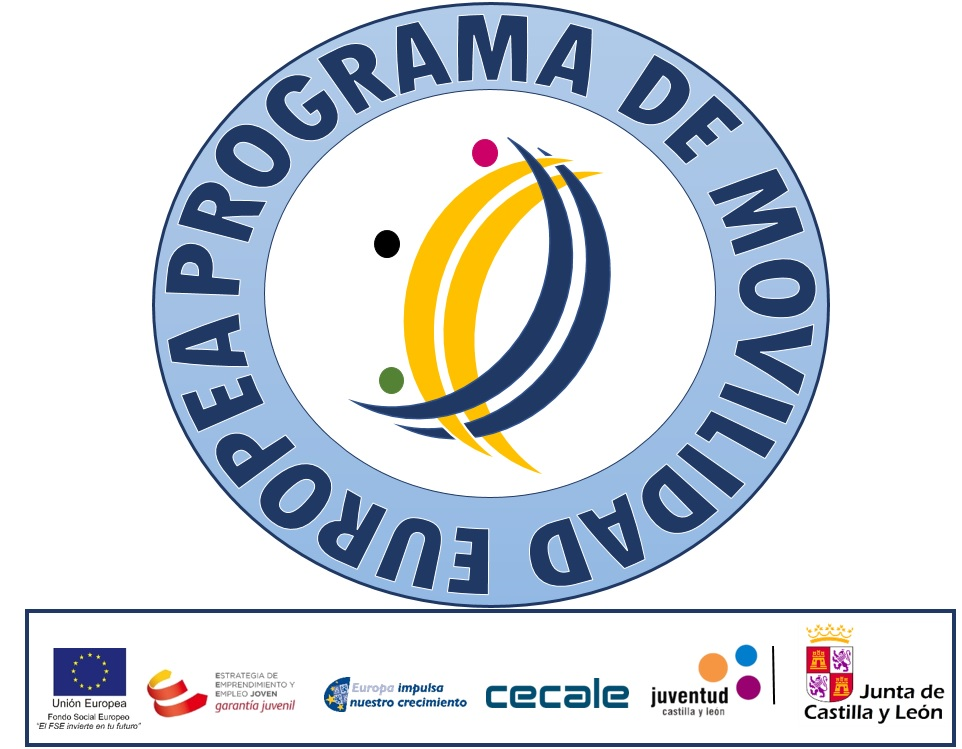 PROGRAMA DE MOVILIDAD EUROPEA
Unión Europea
Fondo Social Europeo
“El FSE invierte en tu futuro”
ESTRATEGIA DE
EMPRENDIMIENTO Y
EMPLEO JOVEN
garantía juvenil
Europa impulsa
nuestro crecimiento
cecale
juventud
castilla y león
Junta de
Castilla y León